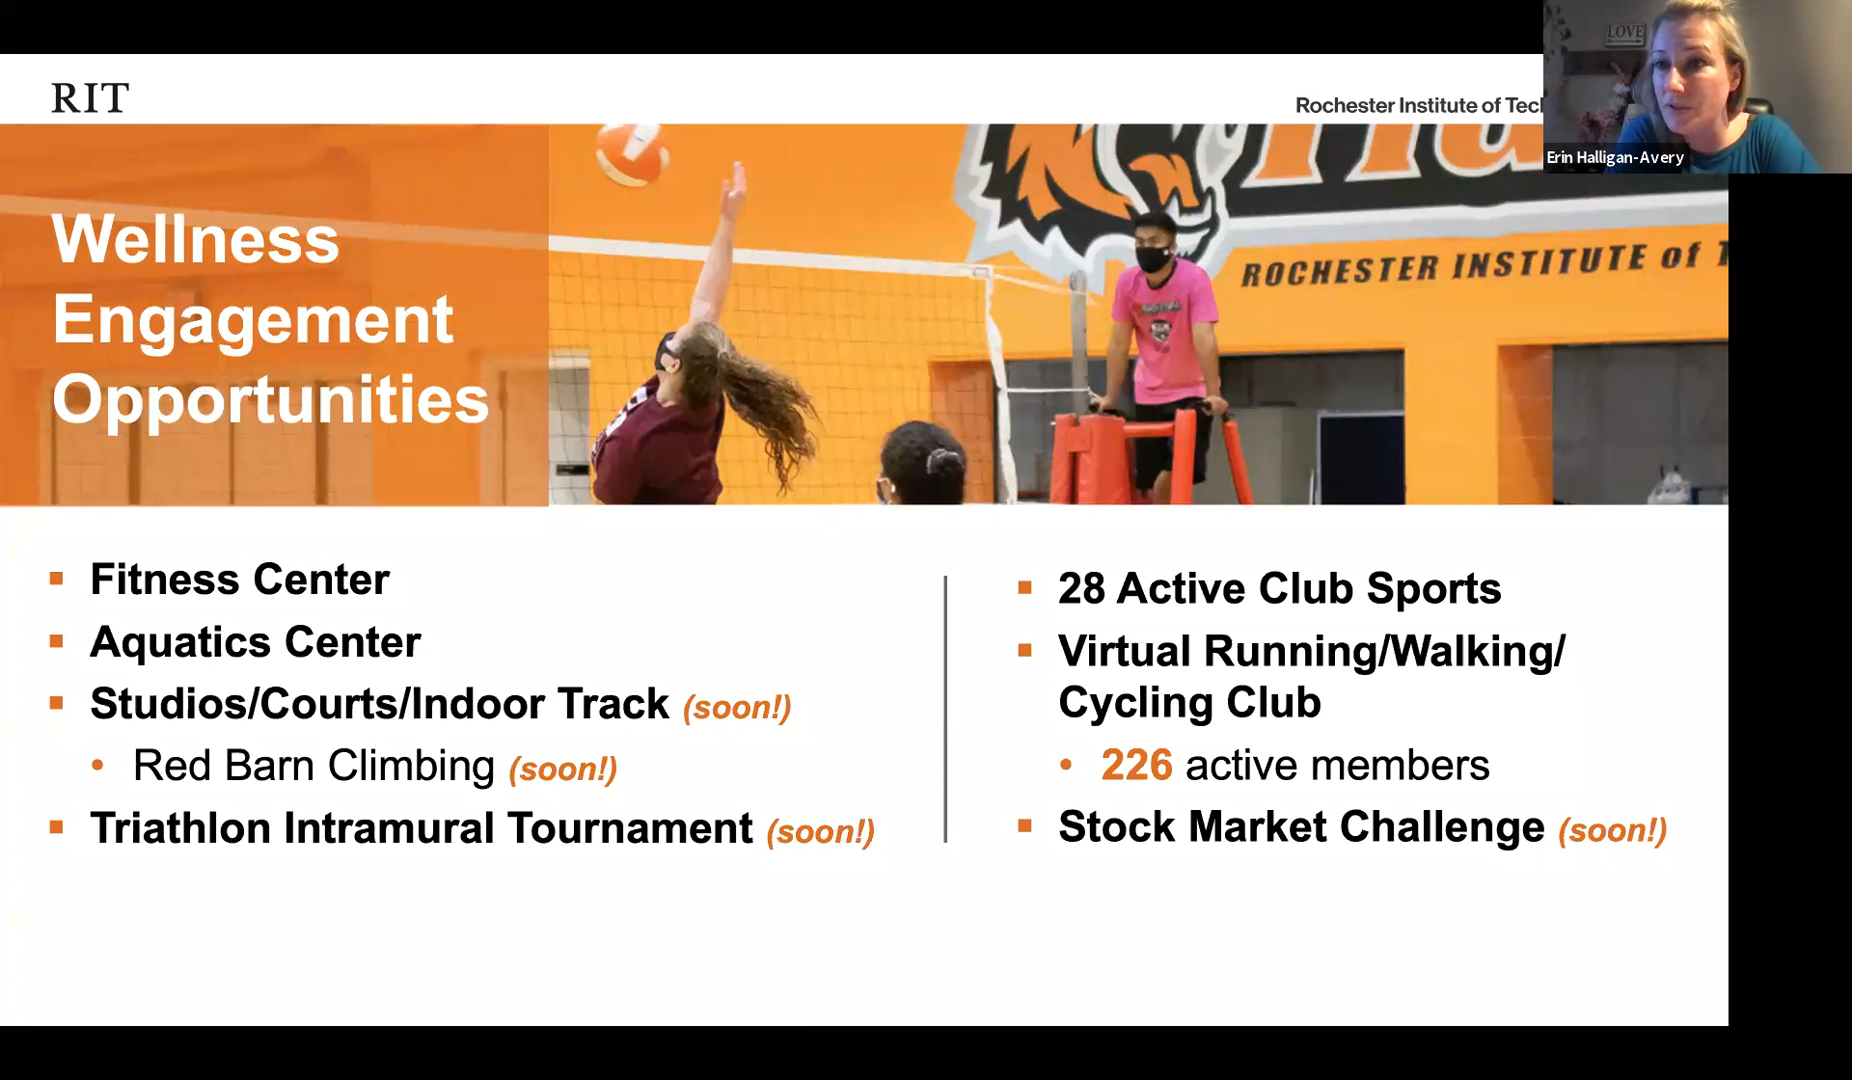 RIT
Rochester Institute of Tec
LOVE
Erin Halligan-Avery
ROCHESTER INSTITUTE of T
Wellness
Engagement
Opportunities
▪ Fitness Center
▪ Aquatics Center
▪ Studios/Courts/Indoor Track (soon!)
• Red Barn Climbing (soon!)
▪ Triathlon Intramural Tournament (soon!)
▪ 28 Active Club Sports
▪ Virtual Running/Walking/
Cycling Club
• 226 active members
▪ Stock Market Challenge (soon!)